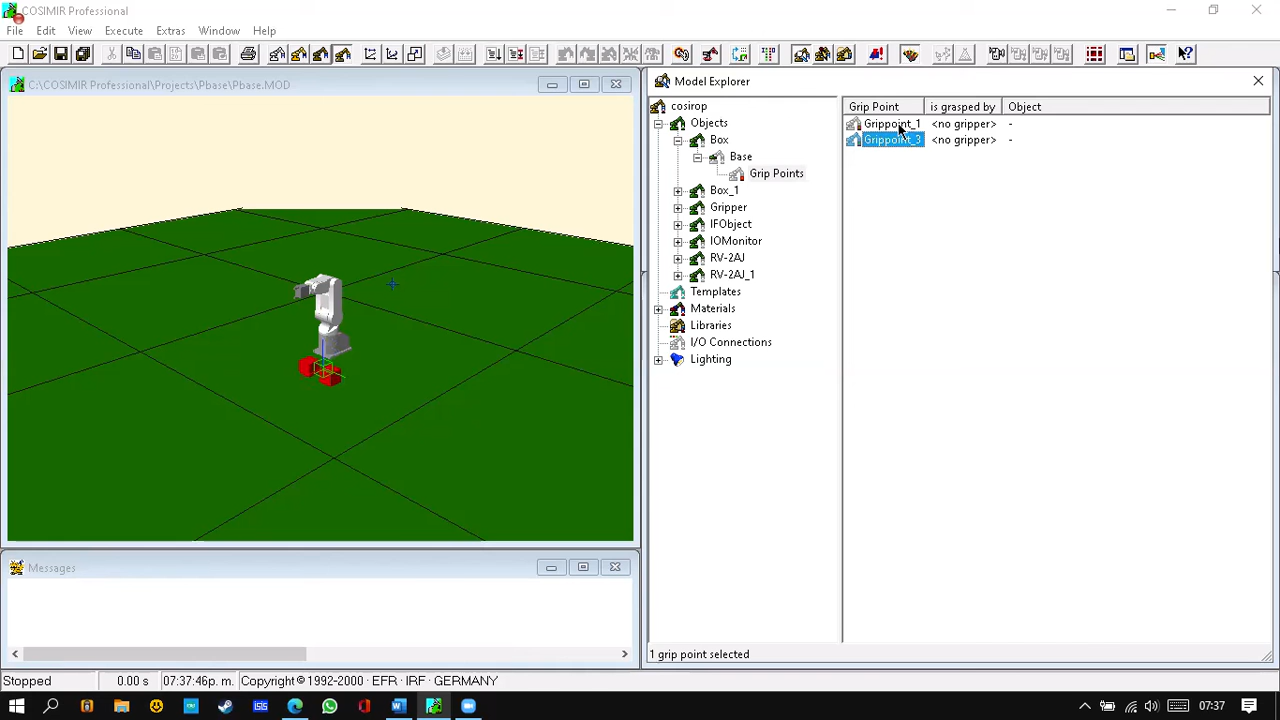 COSIMIR Professional
File Edit View Execute Extras Window Help
C:\COSIMIR Professional\Projects\Pbase\Pbase.MOD
Model Explorer
cosirop
Objects
Box
Base
Grip Points
Box_1
Gripper
IFObject
IOMonitor
RV-2AJ
RV-2AJ_1
Templates
Materials
Libraries
I/O Connections
Lighting
Grip Point is grasped by Object
Grippoint_1 <no gripper> -
Grippoint_3 <no gripper> -
Messages
1 grip point selected
Stopped 0.00 s 07:37:46p. m. Copyright © 1992-2000 - EFR - IRF - GERMANY
07:37